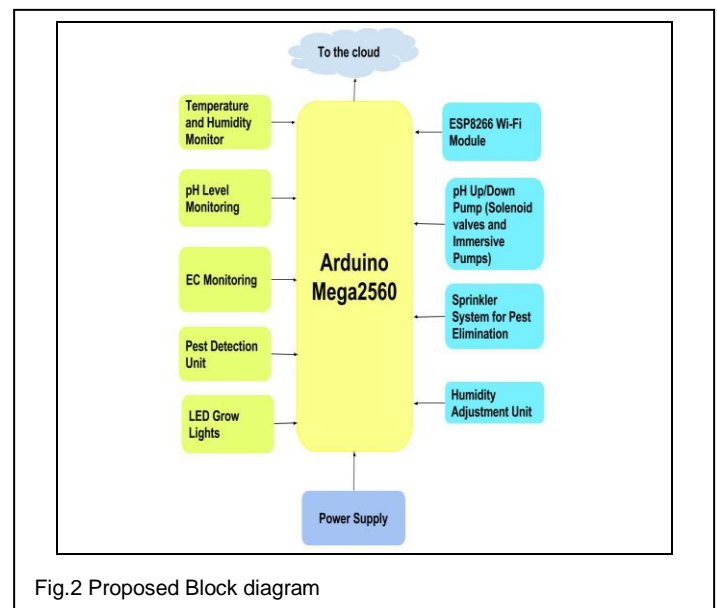 To the cloud
Temperature
and Humidity
Monitor
pH Level
Monitoring
EC Monitoring
Pest Detection
Unit
LED Grow
Lights
Arduino
Mega2560
ESP8266 Wi-Fi
Module
pH Up/Down
Pump (Solenoid
valves and
Immersive
Pumps)
Sprinkler
System for Pest
Elimination
Humidity
Adjustment Unit
Power Supply
Fig.2 Proposed Block diagram